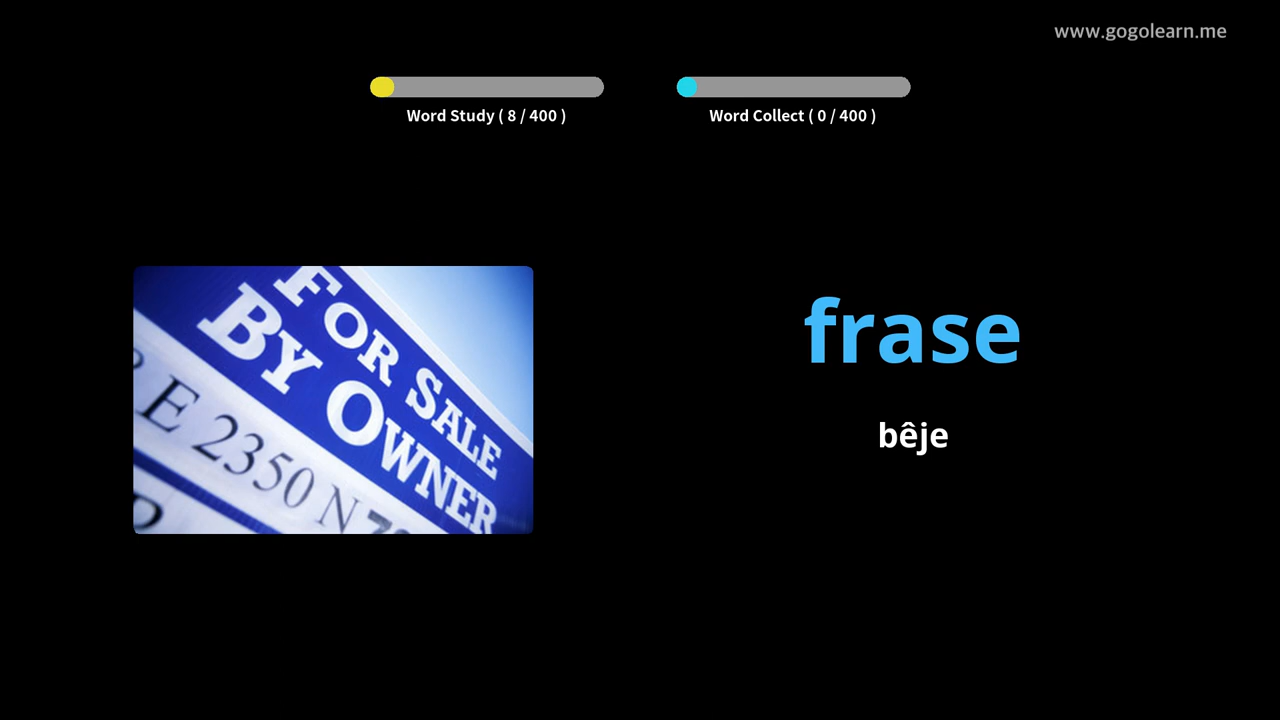 www.gogolearn.me
Word Study ( 8 / 400 )
Word Collect ( 0 / 400 )
FOR SALE
BY OWNER
E 2350 N
frase
bêje